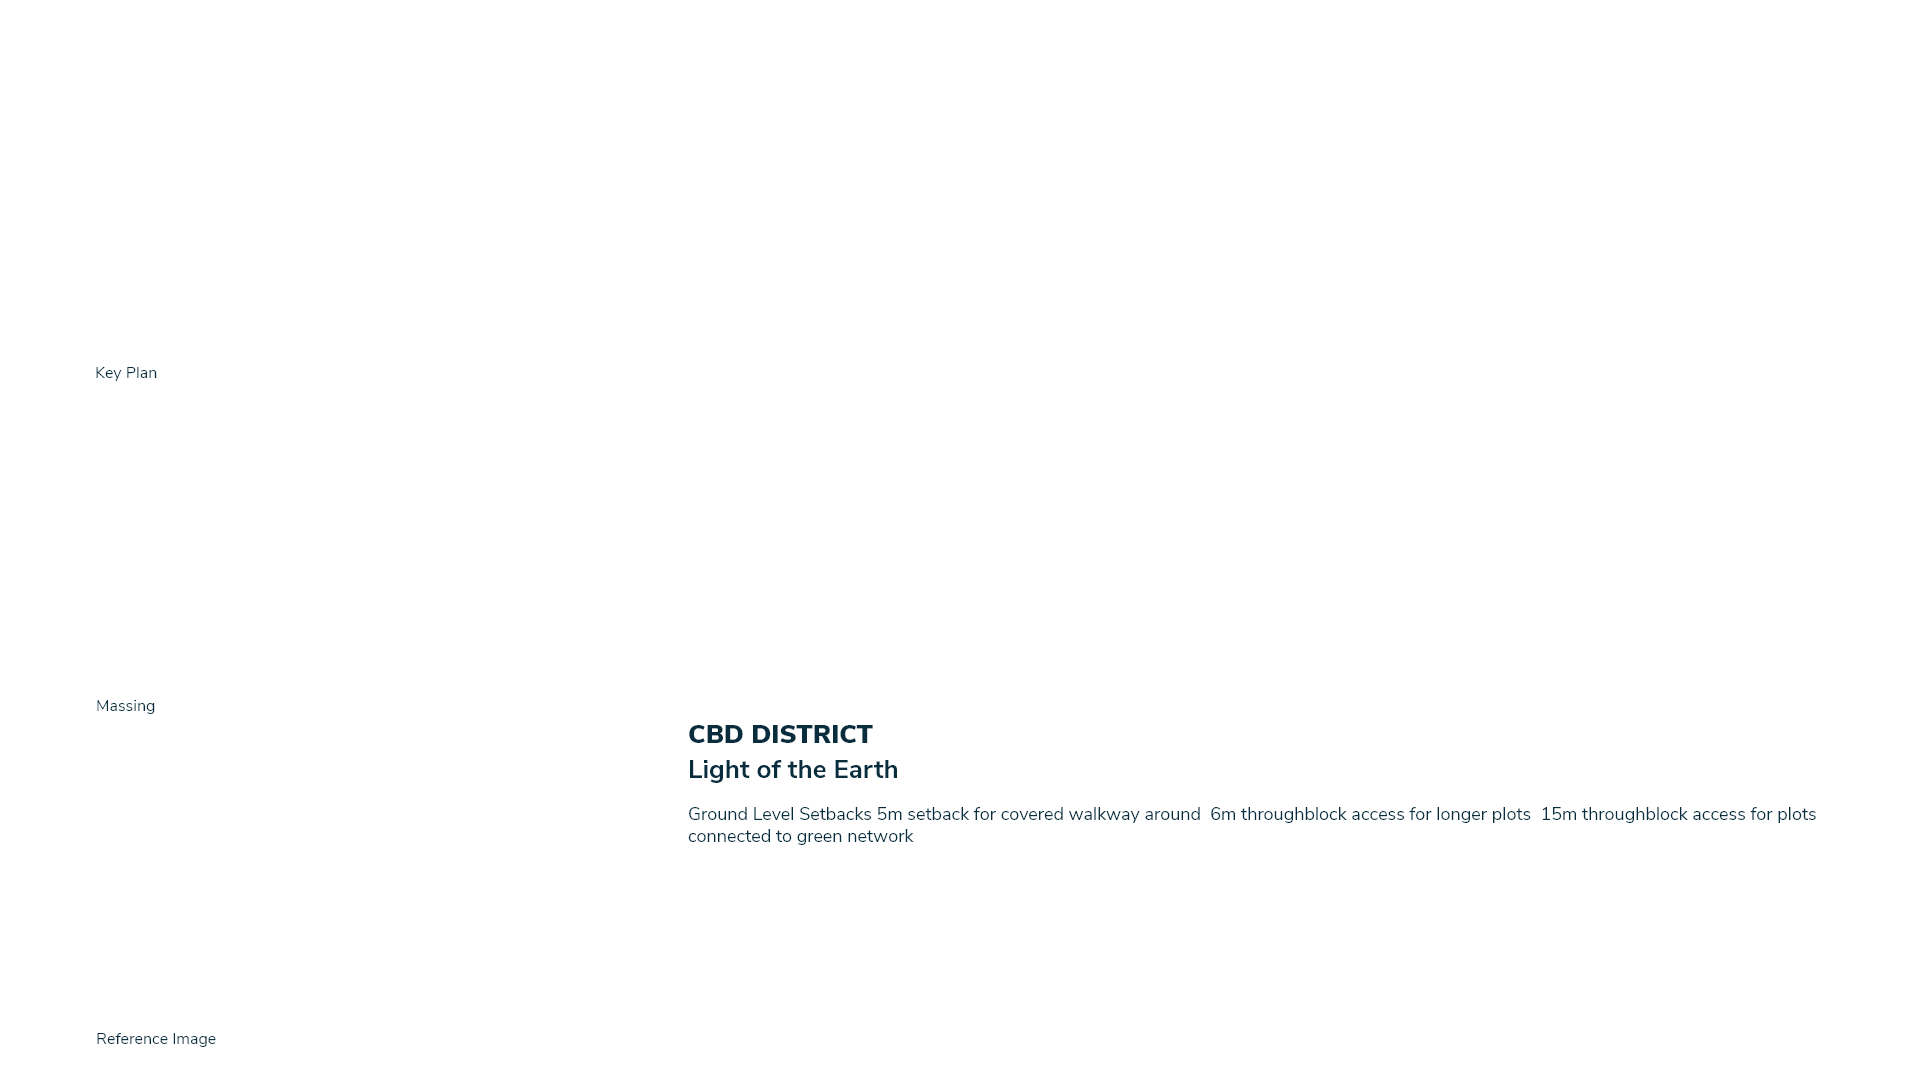 Key Plan
Massing
CBD DISTRICT
Light of the Earth
Ground Level Setbacks 5m setback for covered walkway around  6m throughblock access for longer plots  15m throughblock access for plots
connected to green network
Reference Image